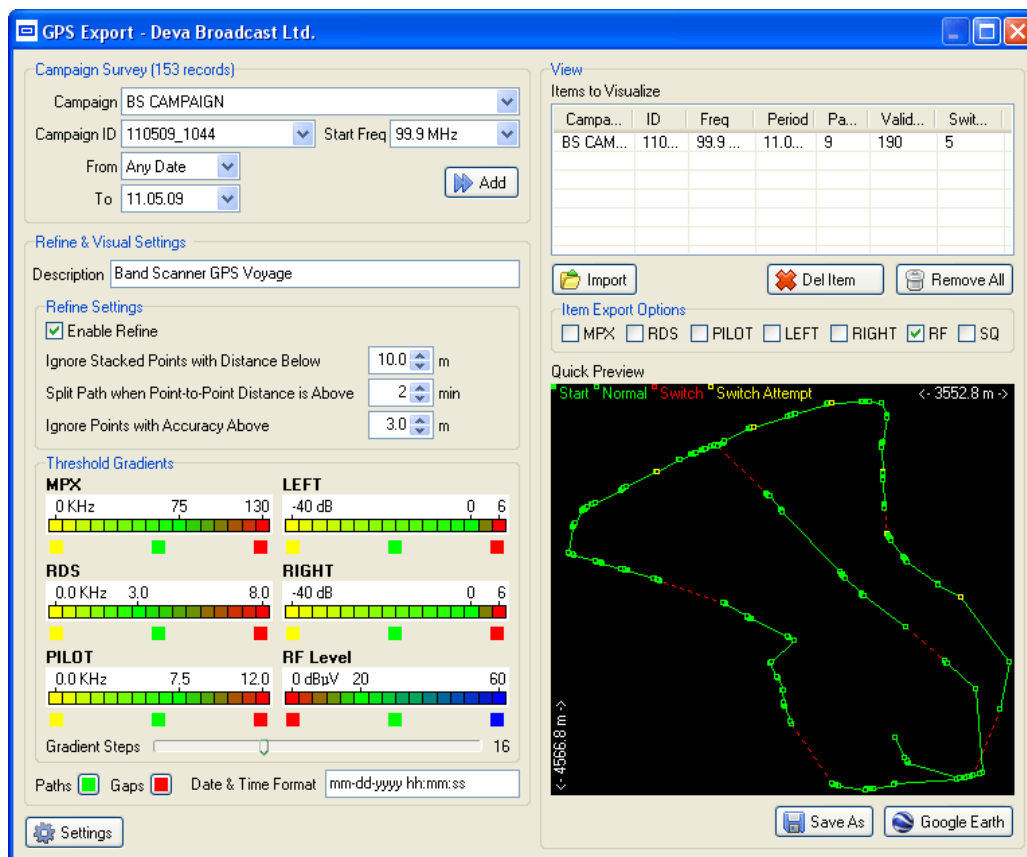 GPS Export - Deva Broadcast Ltd.
Campaign Survey (153 records)
Campaign BS CAMPAIGN
Campaign ID 110509_1044 Start Freq 99.9 MHz
From Any Date
To 11.05.09
Add
Refine & Visual Settings
Description Band Scanner GPS Voyage
Refine Settings
Enable Refine
Ignore Stacked Points with Distance Below 10.0 m
Split Path when Point-to-Point Distance is Above 2 min
Ignore Points with Accuracy Above 3.0 m
Threshold Gradients
MPX
0 KHz 75 130
LEFT
-40 dB 0 6
RDS
0.0 KHz 3.0 8.0
RIGHT
-40 dB 0 6
PILOT
0.0 KHz 7.5 12.0
RF Level
0 dBµV 20 60
Gradient Steps 16
Paths Gaps Date & Time Format mm-dd-yyyy hh:mm:ss
Settings
View
Items to Visualize
Campa... ID Freq Period Pa... Valid... Swit...
BS CAM... 110... 99.9 ... 11.0... 9 190 5
Import Del Item Remove All
Item Export Options
MPX RDS PILOT LEFT RIGHT RF SQ
Quick Preview
Start Normal Switch Switch Attempt <- 3552.8 m ->
<- 4566.8 m ->
Save As Google Earth